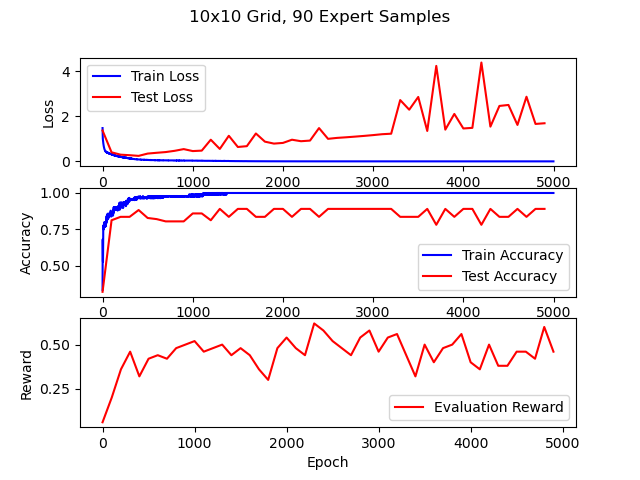 10x10 Grid, 90 Expert Samples
4
2
0
Loss
Train Loss
Test Loss
0 1000 2000 3000 4000 5000
1.00
0.75
0.50
Accuracy
Train Accuracy
Test Accuracy
0 1000 2000 3000 4000 5000
0.50
0.25
Reward
Evaluation Reward
0 1000 2000 3000 4000 5000
Epoch